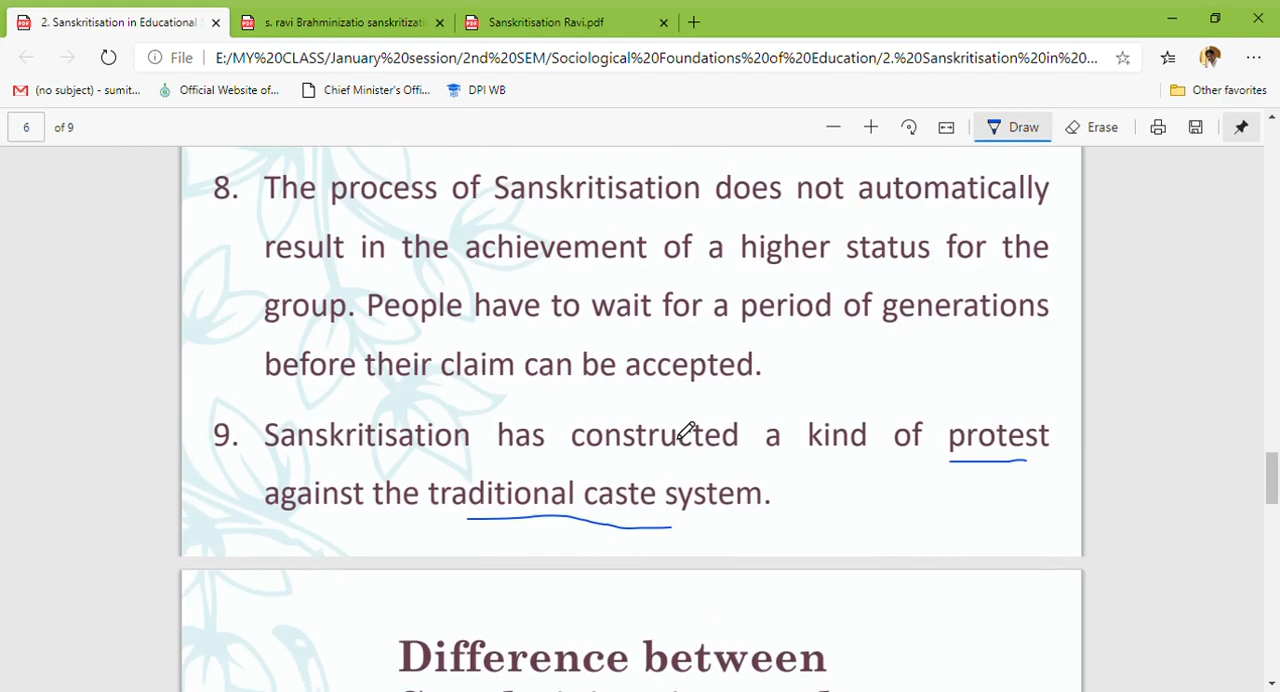 2. Sanskritisation in Educational
s. ravi Brahminizatio sanskritizati
Sanskritisation Ravi.pdf
File
E:/MY%20CLASS/January%20session/2nd%20SEM/Sociological%20Foundations%20of%20Education/2.%20Sanskritisation%20in%20...
(no subject) - sumit...
Official Website of...
Chief Minister's Offi...
DPI WB
Other favorites
6 of 9
Draw
Erase
8. The process of Sanskritisation does not automatically
result in the achievement of a higher status for the
group. People have to wait for a period of generations
before their claim can be accepted.
9. Sanskritisation has constructed a kind of protest
against the traditional caste system.
Difference between